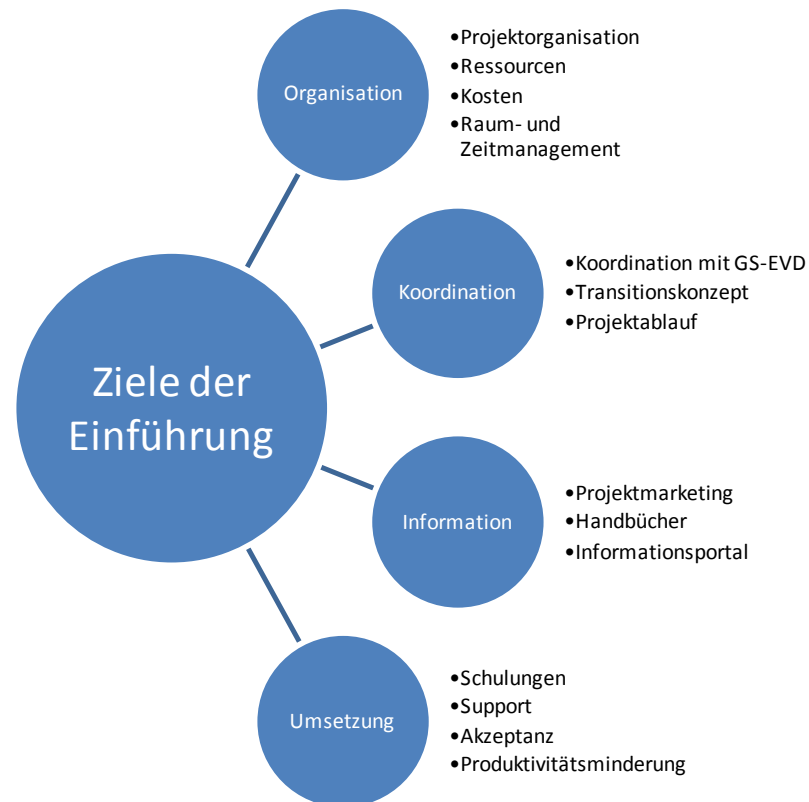 Organisation
•Projektorganisation
•Ressourcen
•Kosten
•Raum- und
Zeitmanagement
Koordination
•Koordination mit GS-EVD
•Transitionskonzept
•Projektablauf
Ziele der
Einführung
Information
•Projektmarketing
•Handbücher
•Informationsportal
Umsetzung
•Schulungen
•Support
•Akzeptanz
•Produktivitätsminderung